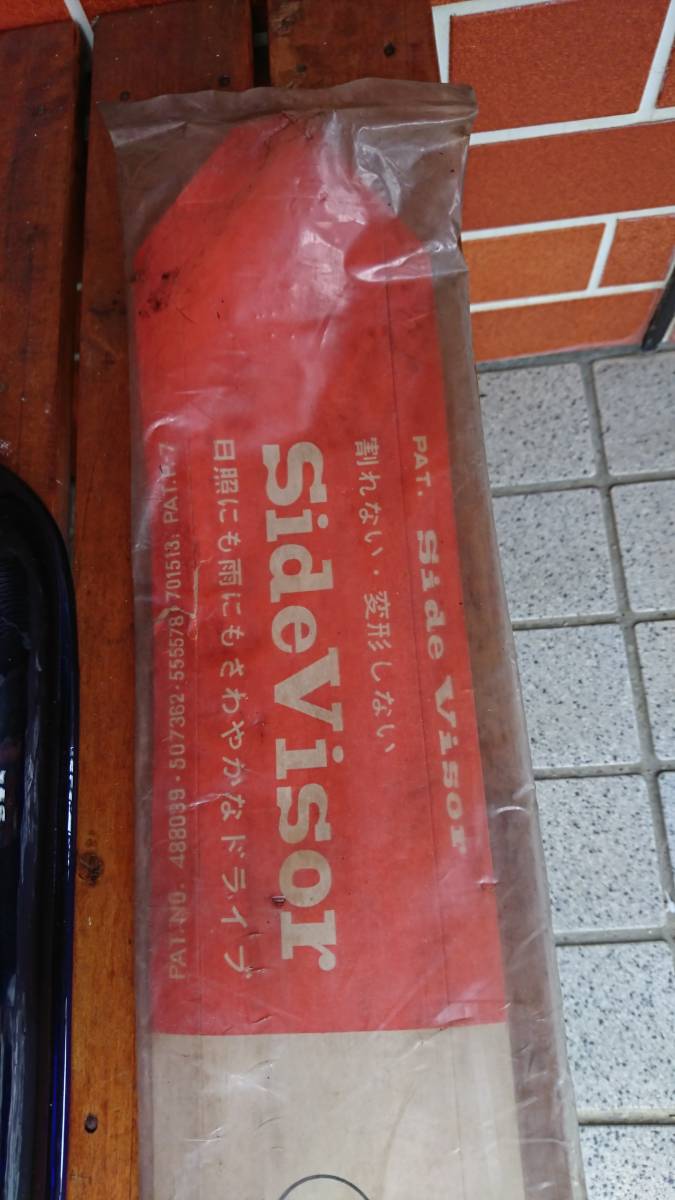 PAT. Side Visor
割れない・変形しない
SideVisor
日照にも雨にもさわやかなドライブ
PAT.NO. 488039・507362・555578・701513; PAT.P-7